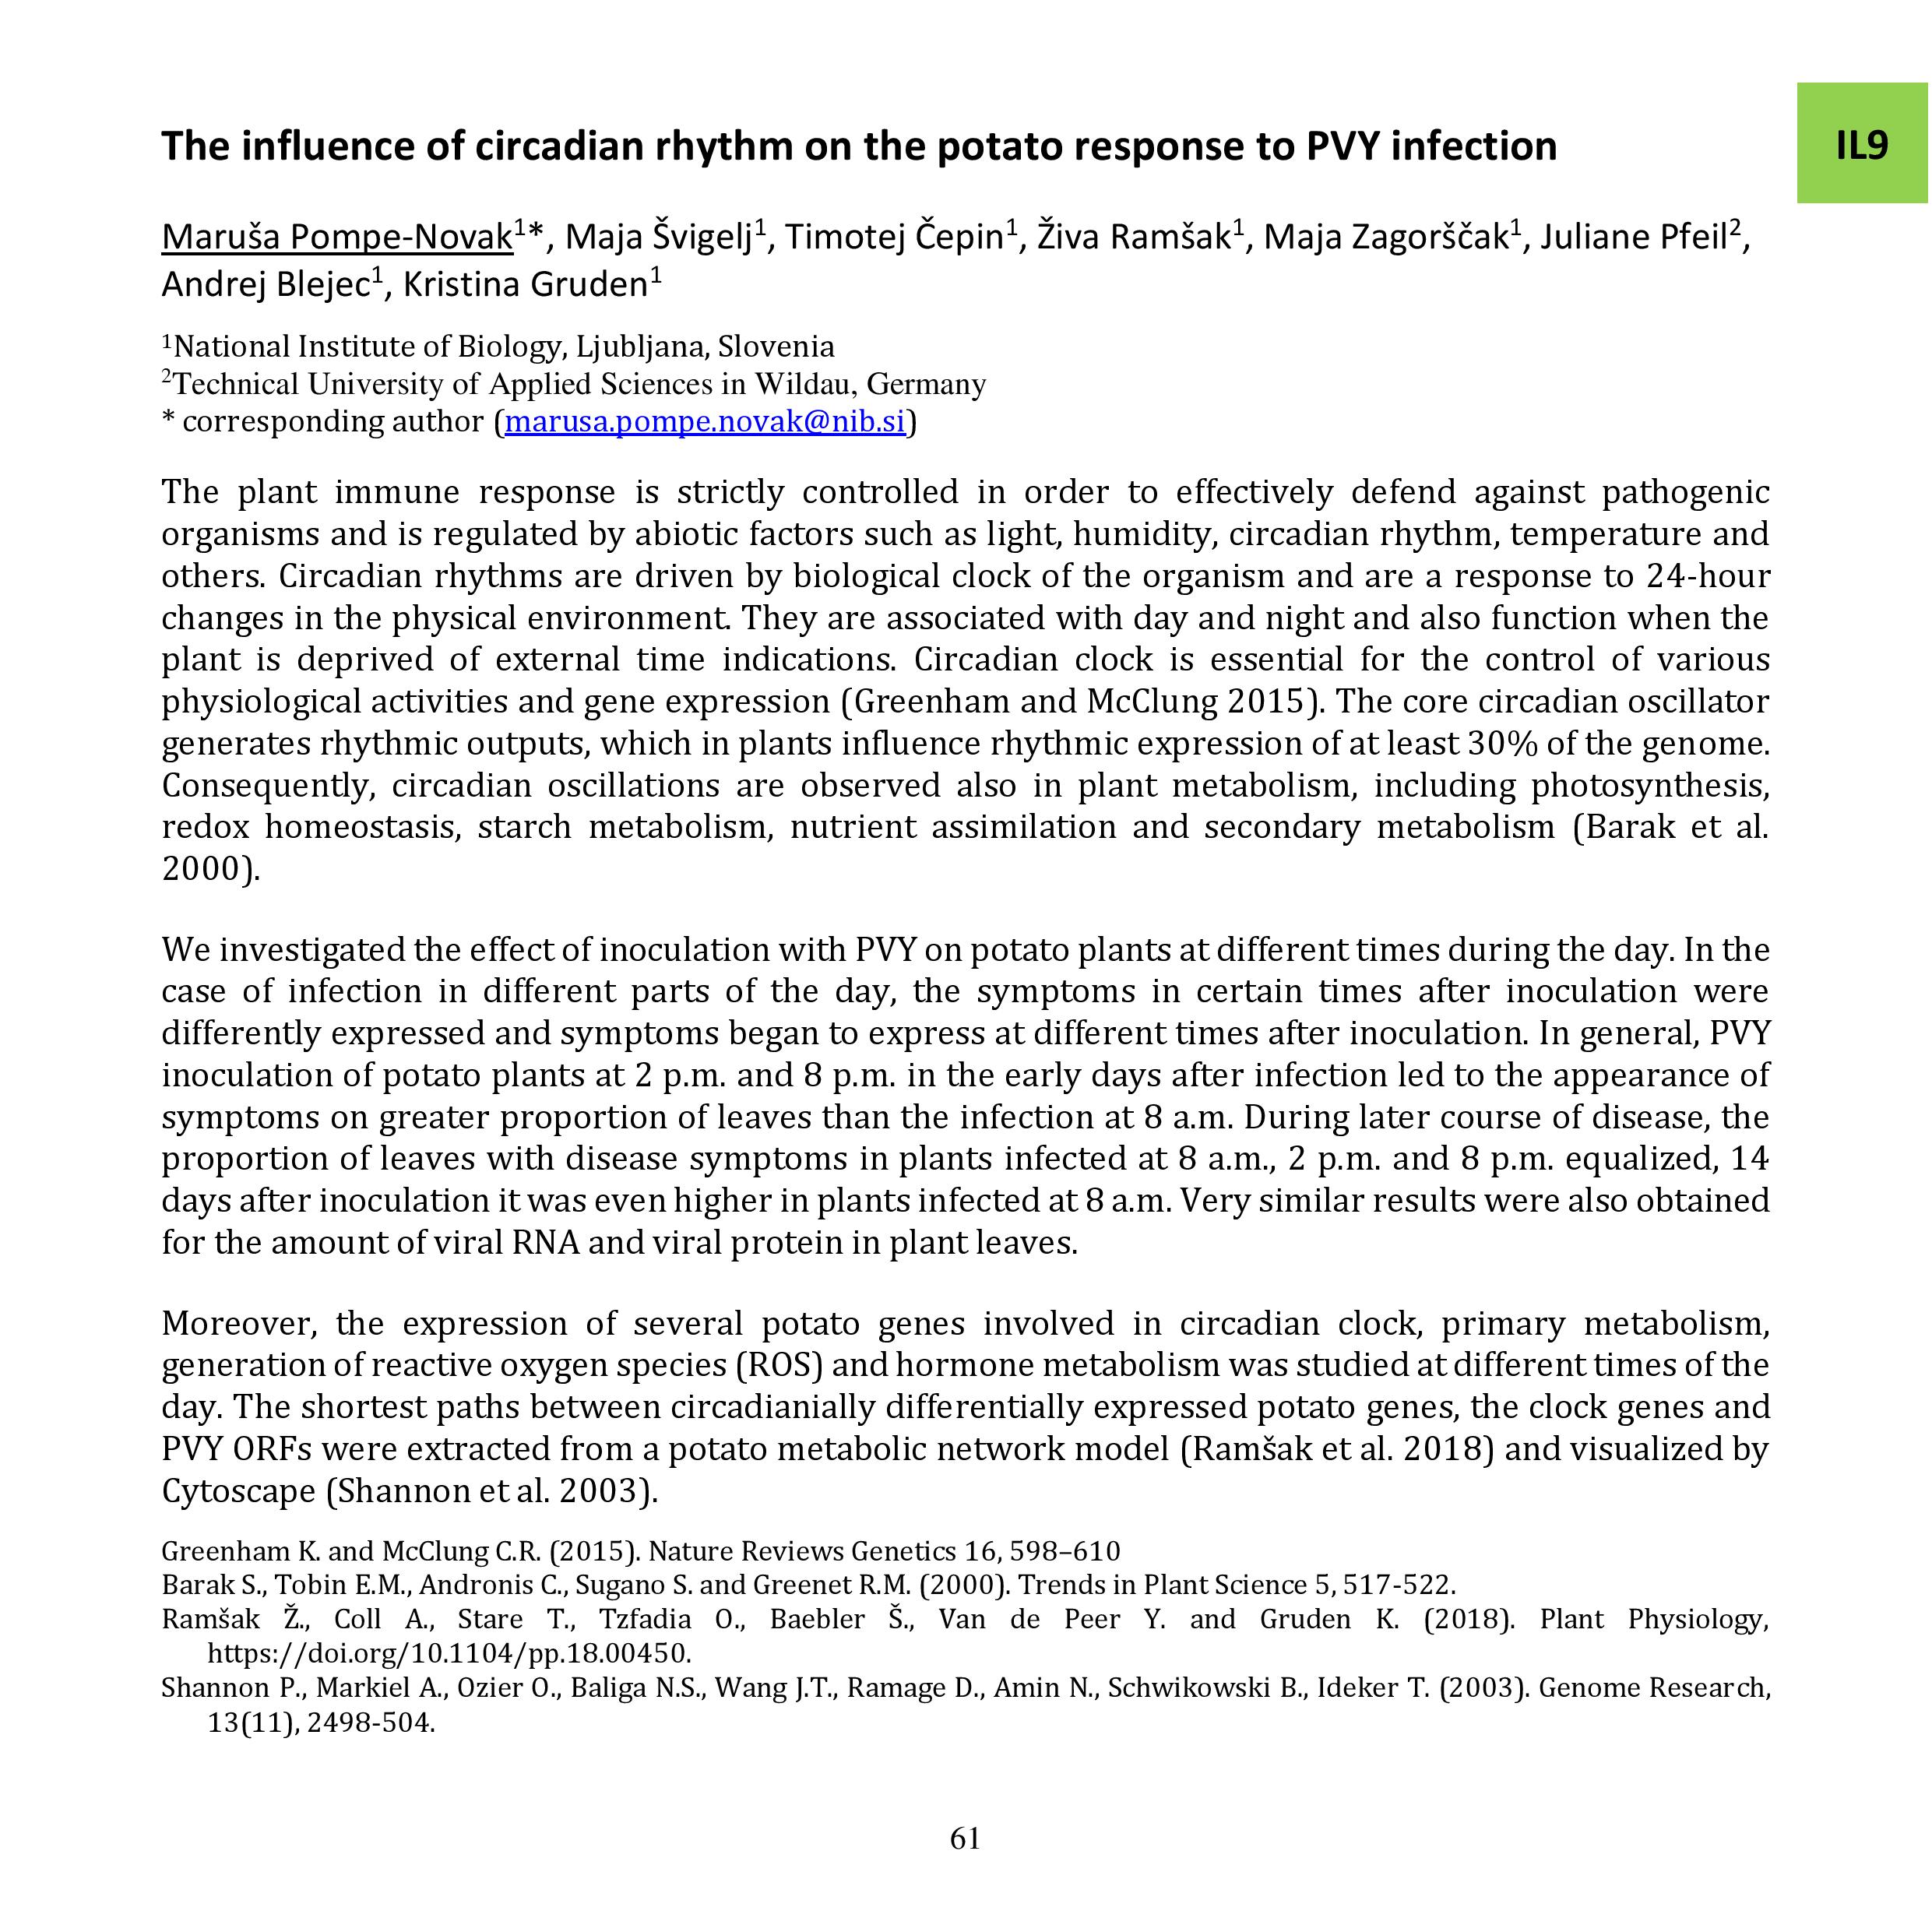 The influence of circadian rhythm on the potato response to PVY infection
IL9
Maruša Pompe-Novak1*, Maja Švigelj1, Timotej Čepin1, Živa Ramšak1, Maja Zagorščak1, Juliane Pfeil2,
Andrej Blejec1, Kristina Gruden1
1National Institute of Biology, Ljubljana, Slovenia
2Technical University of Applied Sciences in Wildau, Germany
* corresponding author (marusa.pompe.novak@nib.si)
The plant immune response is strictly controlled in order to effectively defend against pathogenic
organisms and is regulated by abiotic factors such as light, humidity, circadian rhythm, temperature and
others. Circadian rhythms are driven by biological clock of the organism and are a response to 24-hour
changes in the physical environment. They are associated with day and night and also function when the
plant is deprived of external time indications. Circadian clock is essential for the control of various
physiological activities and gene expression (Greenham and McClung 2015). The core circadian oscillator
generates rhythmic outputs, which in plants influence rhythmic expression of at least 30% of the genome.
Consequently, circadian oscillations are observed also in plant metabolism, including photosynthesis,
redox homeostasis, starch metabolism, nutrient assimilation and secondary metabolism (Barak et al.
2000).
We investigated the effect of inoculation with PVY on potato plants at different times during the day. In the
case of infection in different parts of the day, the symptoms in certain times after inoculation were
differently expressed and symptoms began to express at different times after inoculation. In general, PVY
inoculation of potato plants at 2 p.m. and 8 p.m. in the early days after infection led to the appearance of
symptoms on greater proportion of leaves than the infection at 8 a.m. During later course of disease, the
proportion of leaves with disease symptoms in plants infected at 8 a.m., 2 p.m. and 8 p.m. equalized, 14
days after inoculation it was even higher in plants infected at 8 a.m. Very similar results were also obtained
for the amount of viral RNA and viral protein in plant leaves.
Moreover, the expression of several potato genes involved in circadian clock, primary metabolism,
generation of reactive oxygen species (ROS) and hormone metabolism was studied at different times of the
day. The shortest paths between circadianially differentially expressed potato genes, the clock genes and
PVY ORFs were extracted from a potato metabolic network model (Ramšak et al. 2018) and visualized by
Cytoscape (Shannon et al. 2003).
Greenham K. and McClung C.R. (2015). Nature Reviews Genetics 16, 598–610
Barak S., Tobin E.M., Andronis C., Sugano S. and Greenet R.M. (2000). Trends in Plant Science 5, 517-522.
Ramšak Ž., Coll A., Stare T., Tzfadia O., Baebler Š., Van de Peer Y. and Gruden K. (2018). Plant Physiology,
https://doi.org/10.1104/pp.18.00450.
Shannon P., Markiel A., Ozier O., Baliga N.S., Wang J.T., Ramage D., Amin N., Schwikowski B., Ideker T. (2003). Genome Research,
13(11), 2498-504.
61